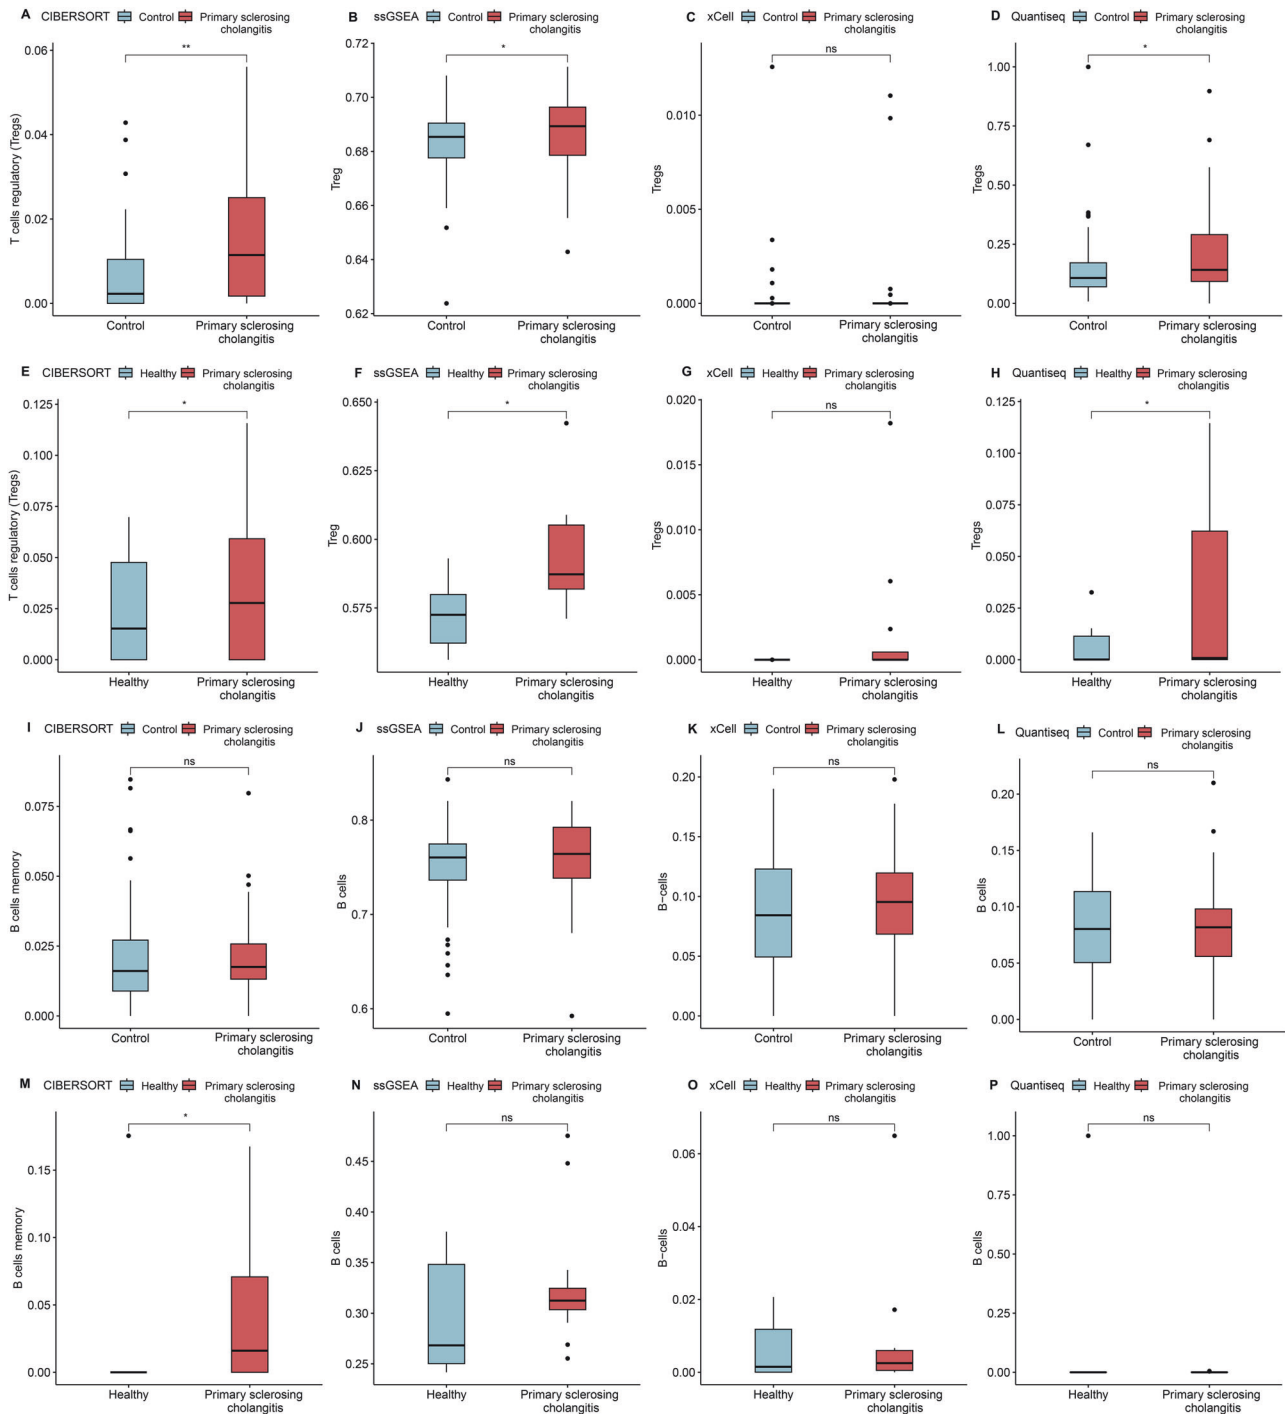 A CIBERSORT Control Primary sclerosing cholangitis
**
T cells regulatory (Tregs)
0.06
0.04
0.02
0.00
Control
Primary sclerosing
cholangitis
B ssGSEA Control Primary sclerosing cholangitis
*
Treg
0.72
0.70
0.68
0.66
0.64
0.62
Control
Primary sclerosing
cholangitis
C xCell Control Primary sclerosing cholangitis
ns
Tregs
0.010
0.005
0.000
Control
Primary sclerosing
cholangitis
D Quantiseq Control Primary sclerosing cholangitis
*
Tregs
1.00
0.75
0.50
0.25
0.00
Control
Primary sclerosing
cholangitis
E CIBERSORT Healthy Primary sclerosing cholangitis
*
T cells regulatory (Tregs)
0.125
0.100
0.075
0.050
0.025
0.000
Healthy
Primary sclerosing
cholangitis
F ssGSEA Healthy Primary sclerosing cholangitis
*
Treg
0.650
0.625
0.600
0.575
Healthy
Primary sclerosing
cholangitis
G xCell Healthy Primary sclerosing cholangitis
ns
Tregs
0.020
0.015
0.010
0.005
0.000
Healthy
Primary sclerosing
cholangitis
H Quantiseq Healthy Primary sclerosing cholangitis
*
Tregs
0.125
0.100
0.075
0.050
0.025
0.000
Healthy
Primary sclerosing
cholangitis
I CIBERSORT Control Primary sclerosing cholangitis
ns
B cells memory
0.075
0.050
0.025
0.000
Control
Primary sclerosing
cholangitis
J ssGSEA Control Primary sclerosing cholangitis
ns
B cells
0.8
0.7
0.6
Control
Primary sclerosing
cholangitis
K xCell Control Primary sclerosing cholangitis
ns
B−cells
0.20
0.15
0.10
0.05
0.00
Control
Primary sclerosing
cholangitis
L Quantiseq Control Primary sclerosing cholangitis
ns
B cells
0.20
0.15
0.10
0.05
0.00
Control
Primary sclerosing
cholangitis
M CIBERSORT Healthy Primary sclerosing cholangitis
*
B cells memory
0.15
0.10
0.05
0.00
Healthy
Primary sclerosing
cholangitis
N ssGSEA Healthy Primary sclerosing cholangitis
ns
B cells
0.45
0.40
0.35
0.30
0.25
Healthy
Primary sclerosing
cholangitis
O xCell Healthy Primary sclerosing cholangitis
ns
B−cells
0.06
0.04
0.02
0.00
Healthy
Primary sclerosing
cholangitis
P Quantiseq Healthy Primary sclerosing cholangitis
ns
B cells
1.00
0.75
0.50
0.25
0.00
Healthy
Primary sclerosing
cholangitis